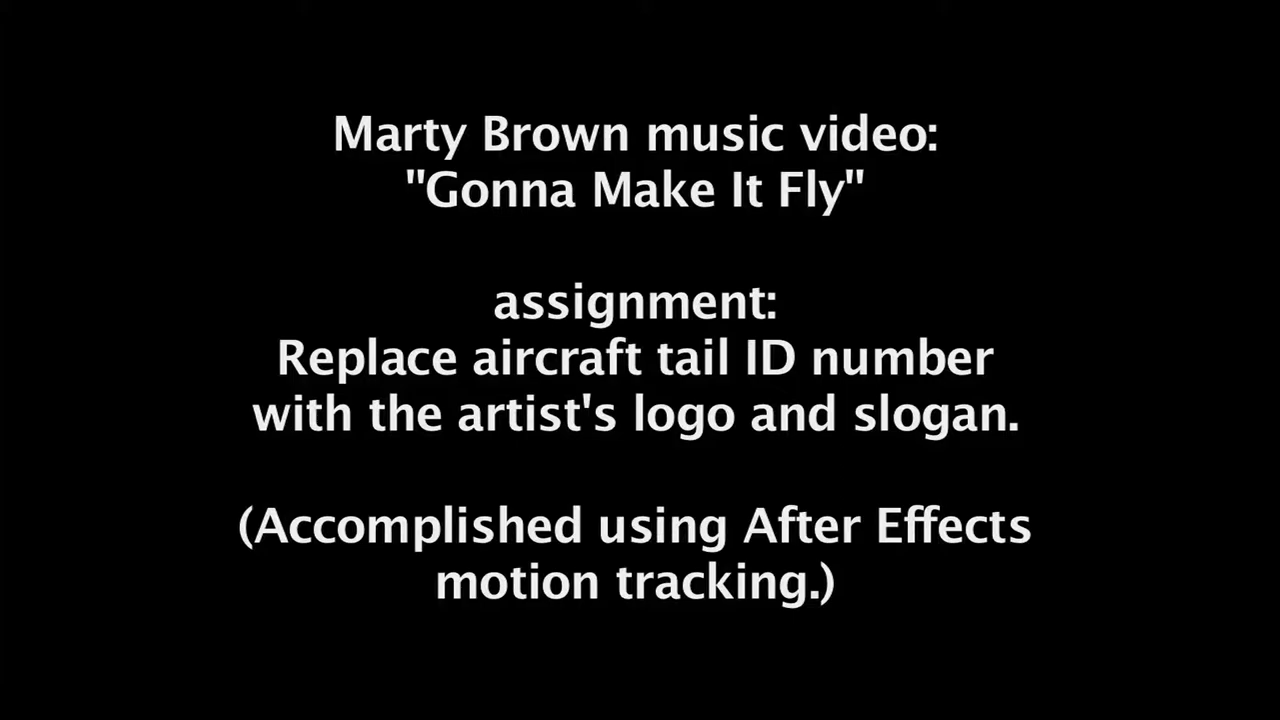 Marty Brown music video:
"Gonna Make It Fly"
assignment:
Replace aircraft tail ID number
with the artist's logo and slogan.
(Accomplished using After Effects
motion tracking.)